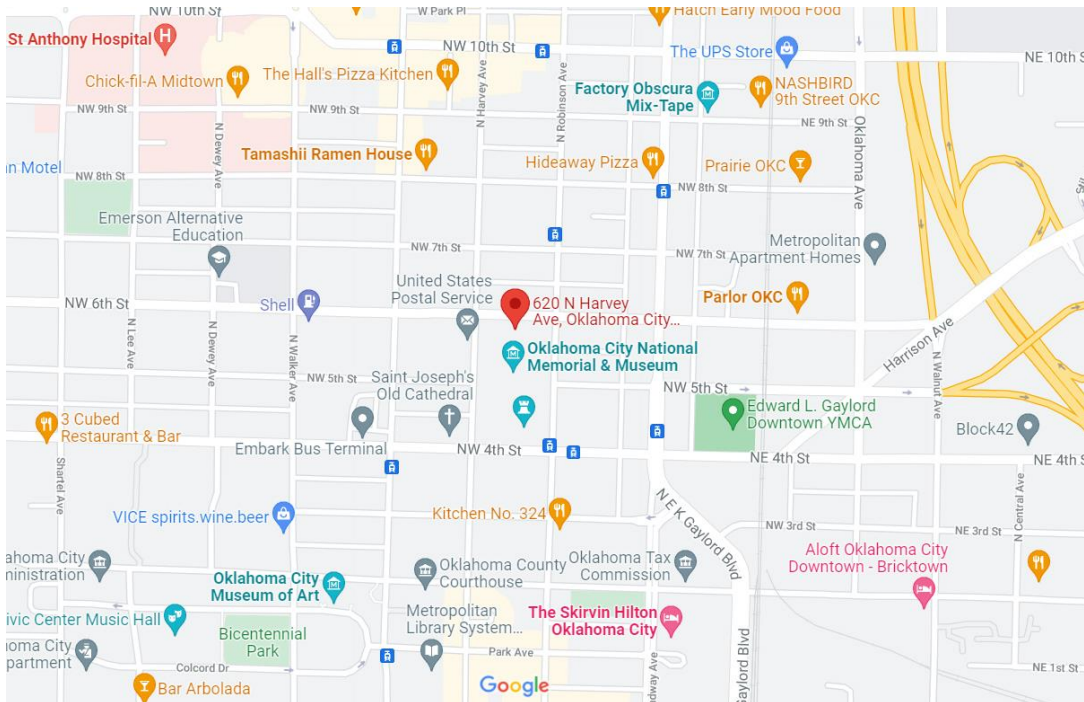 NW 10th St
W Park Pl
Hatch Early Mood Food
St Anthony Hospital
H
NW 10th St
The UPS Store
NE 10th S
Chick-fil-A Midtown
The Hall's Pizza Kitchen
N Harvey Ave
N Robinson Ave
Factory Obscura
Mix-Tape
NASHBIRD
9th Street OKC
NW 9th St
NW 9th St
NE 9th St
Oklahoma Ave
N Dewey Ave
Tamashii Ramen House
Hideaway Pizza
Prairie OKC
nn Motel
NW 8th St
NW 8th St
Emerson Alternative
Education
NW 7th St
NW 7th St
Metropolitan
Apartment Homes
United States
Postal Service
NW 6th St
Shell
620 N Harvey
Ave, Oklahoma City...
Parlor OKC
Harrison Ave
N Lee Ave
N Dewey Ave
N Walker Ave
Oklahoma City National
Memorial & Museum
N Walnut Ave
NW 5th St
Saint Joseph's
Old Cathedral
NW 5th St
3 Cubed
Restaurant & Bar
Embark Bus Terminal
NW 4th St
Edward L. Gaylord
Downtown YMCA
Block42
NE 4th St
NE 4th S
Shartel Ave
N Central Ave
VICE spirits.wine.beer
Kitchen No. 324
N E K Gaylord Blvd
NW 3rd St
NE 3rd St
lahoma City
ministration
Oklahoma City
Museum of Art
Oklahoma County
Courthouse
Oklahoma Tax
Commission
Aloft Oklahoma City
Downtown - Bricktown
ivic Center Music Hall
Bicentennial
Park
Metropolitan
Library System...
The Skirvin Hilton
Oklahoma City
homa City
partment
Colcord Dr
Park Ave
adway Ave
Gaylord Blvd
NE 1st St
Bar Arbolada
Google